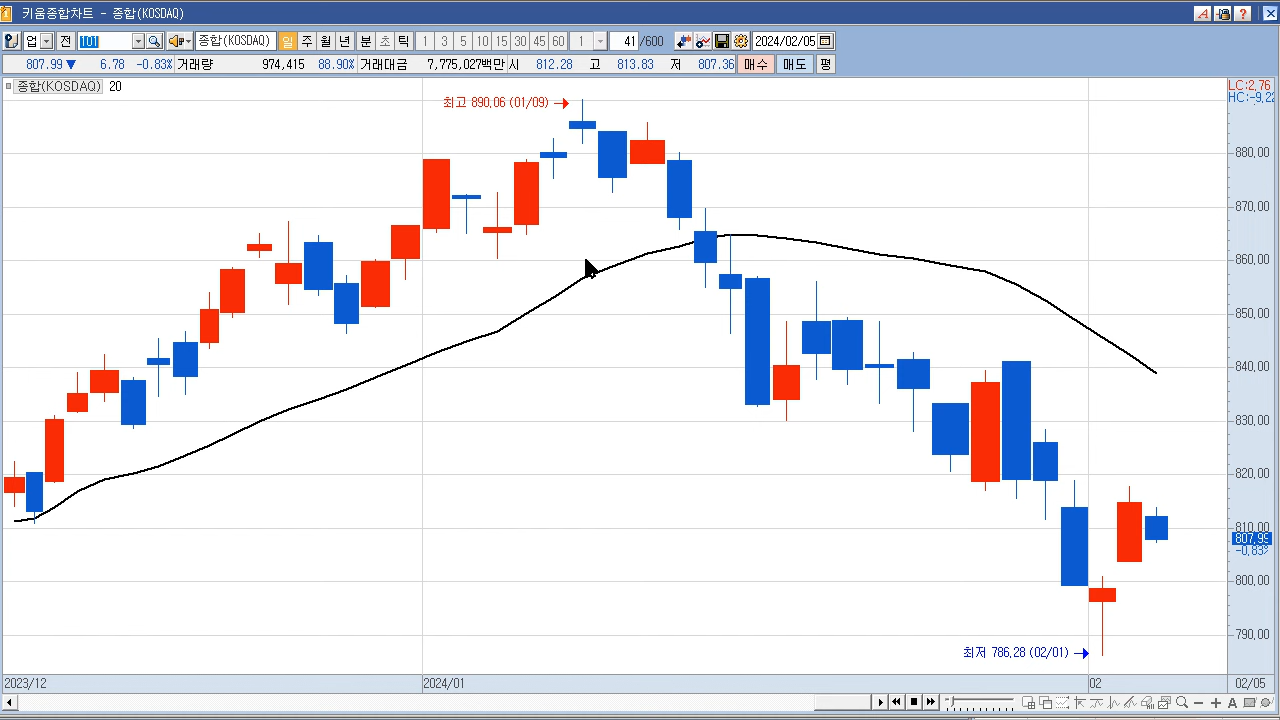 키움종합차트 - 종합(KOSDAQ)
업 전 101 종합(KOSDAQ) 일 주 월 년 분 초 틱 1 3 5 10 15 30 45 60 1 41 /600 2024/02/05
807.99 ▼ 6.78 -0.83% 거래량 974,415 88.90% 거래대금 7,775,027백만 시 812.28 고 813.83 저 807.36 매수 매도 평
종합(KOSDAQ) 20
LC:2.76
최고 890.06 (01/09)
880.00
870.00
860.00
850.00
840.00
830.00
820.00
810.00
807.99
-0.83%
800.00
790.00
최저 786.28 (02/01)
2023/12 2024/01 02 02/05